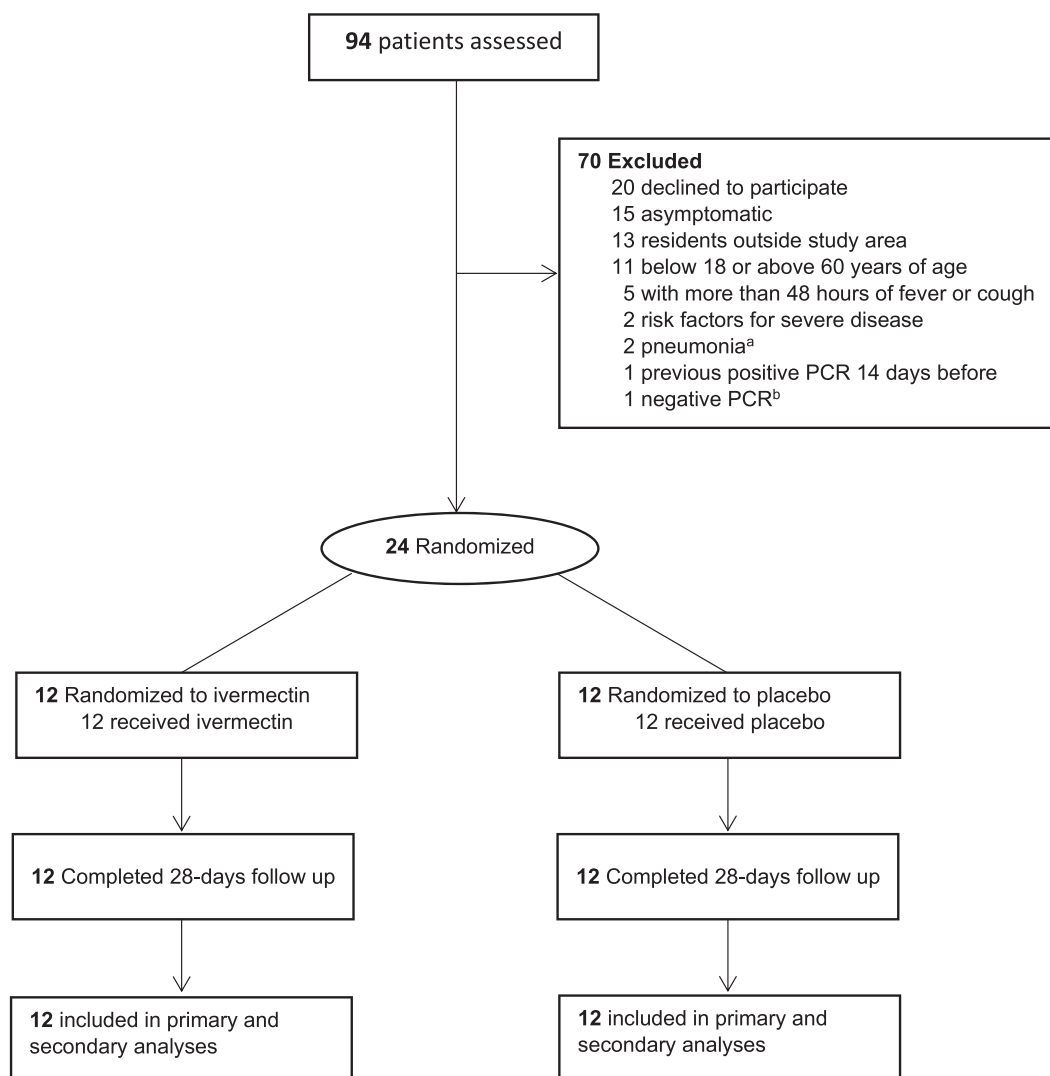 94 patients assessed
70 Excluded
20 declined to participate
15 asymptomatic
13 residents outside study area
11 below 18 or above 60 years of age
5 with more than 48 hours of fever or cough
2 risk factors for severe disease
2 pneumoniaᵃ
1 previous positive PCR 14 days before
1 negative PCRᵇ
24 Randomized
12 Randomized to ivermectin
12 received ivermectin
12 Randomized to placebo
12 received placebo
12 Completed 28-days follow up
12 Completed 28-days follow up
12 included in primary and
secondary analyses
12 included in primary and
secondary analyses